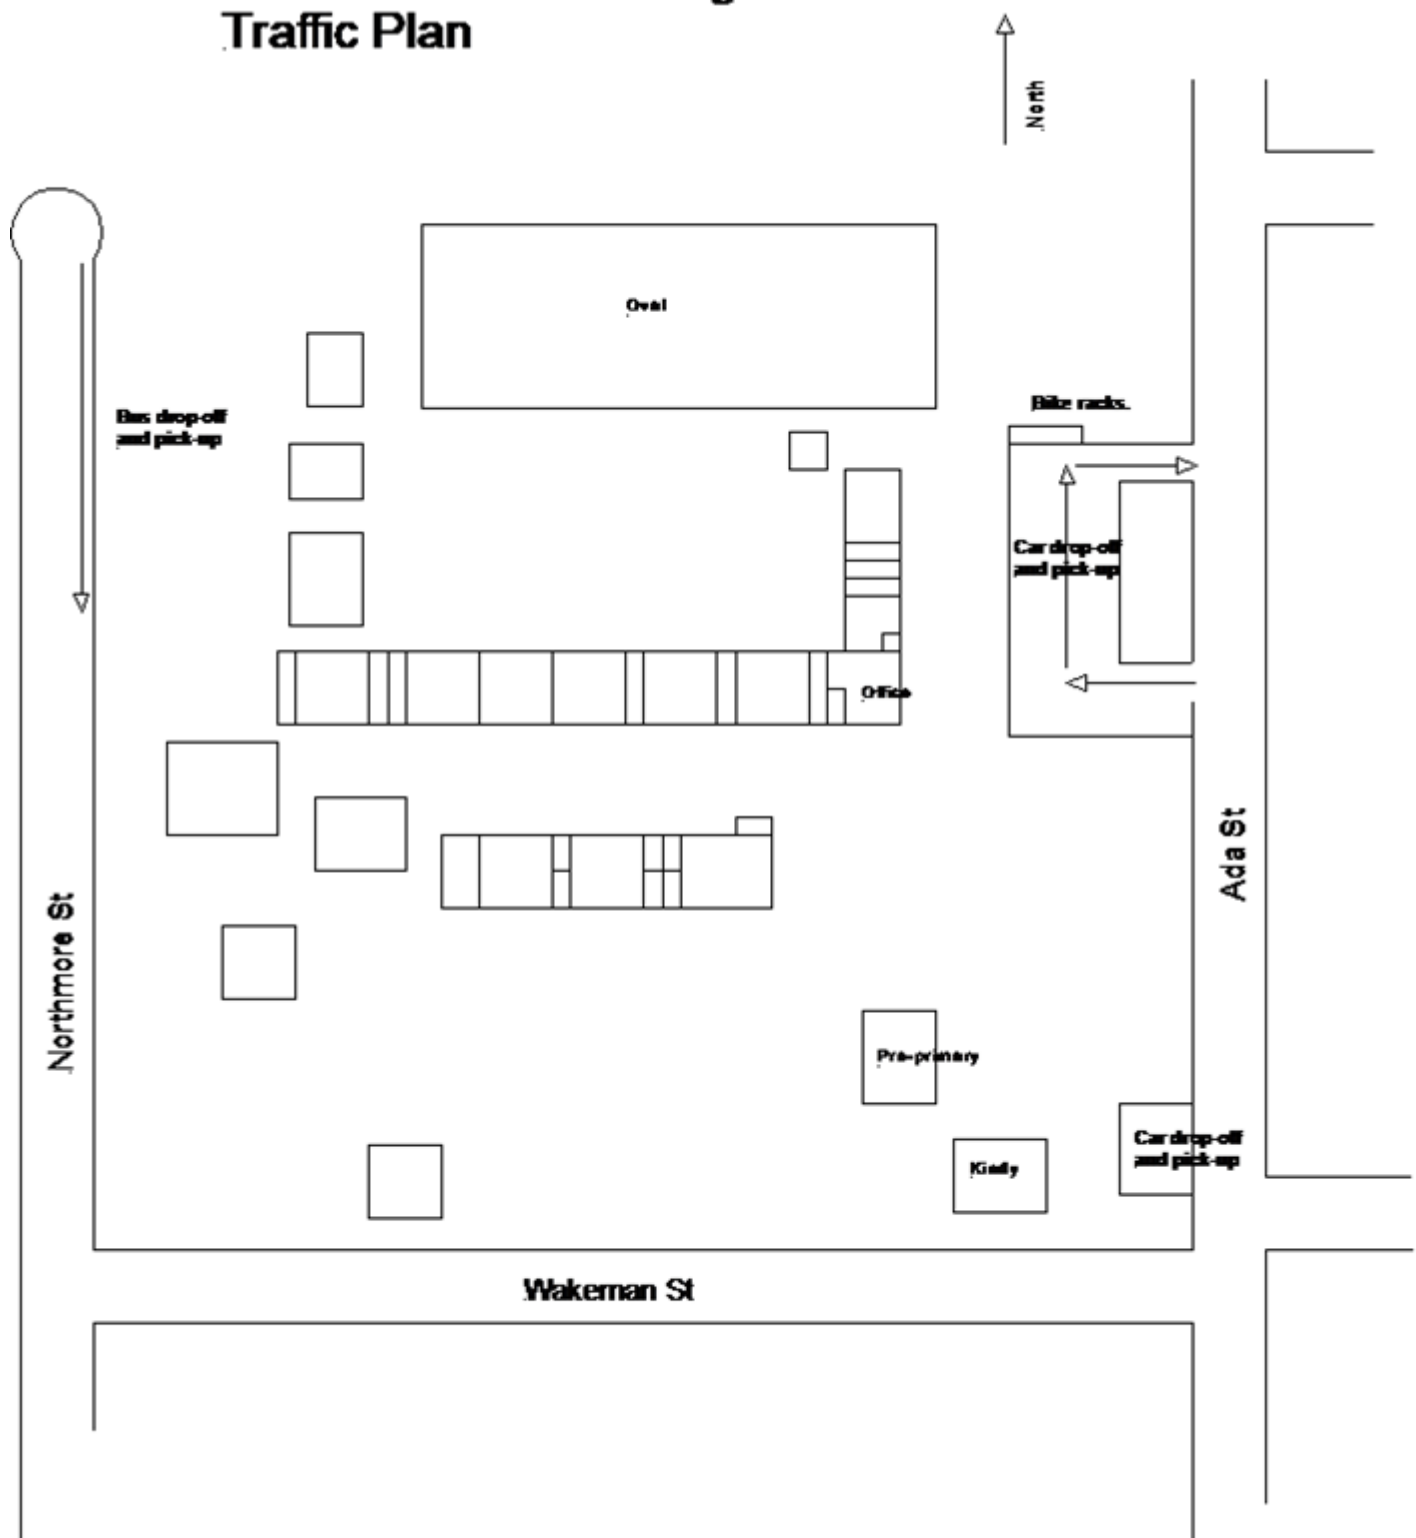 Traffic Plan
North
Oval
Bike racks.
Bus drop-off
and pick-up
Car drop-off
and pick-up
Office
Ada St
Northmore St
Pre-primary
Car drop-off
and pick-up
Kindy
Wakeman St